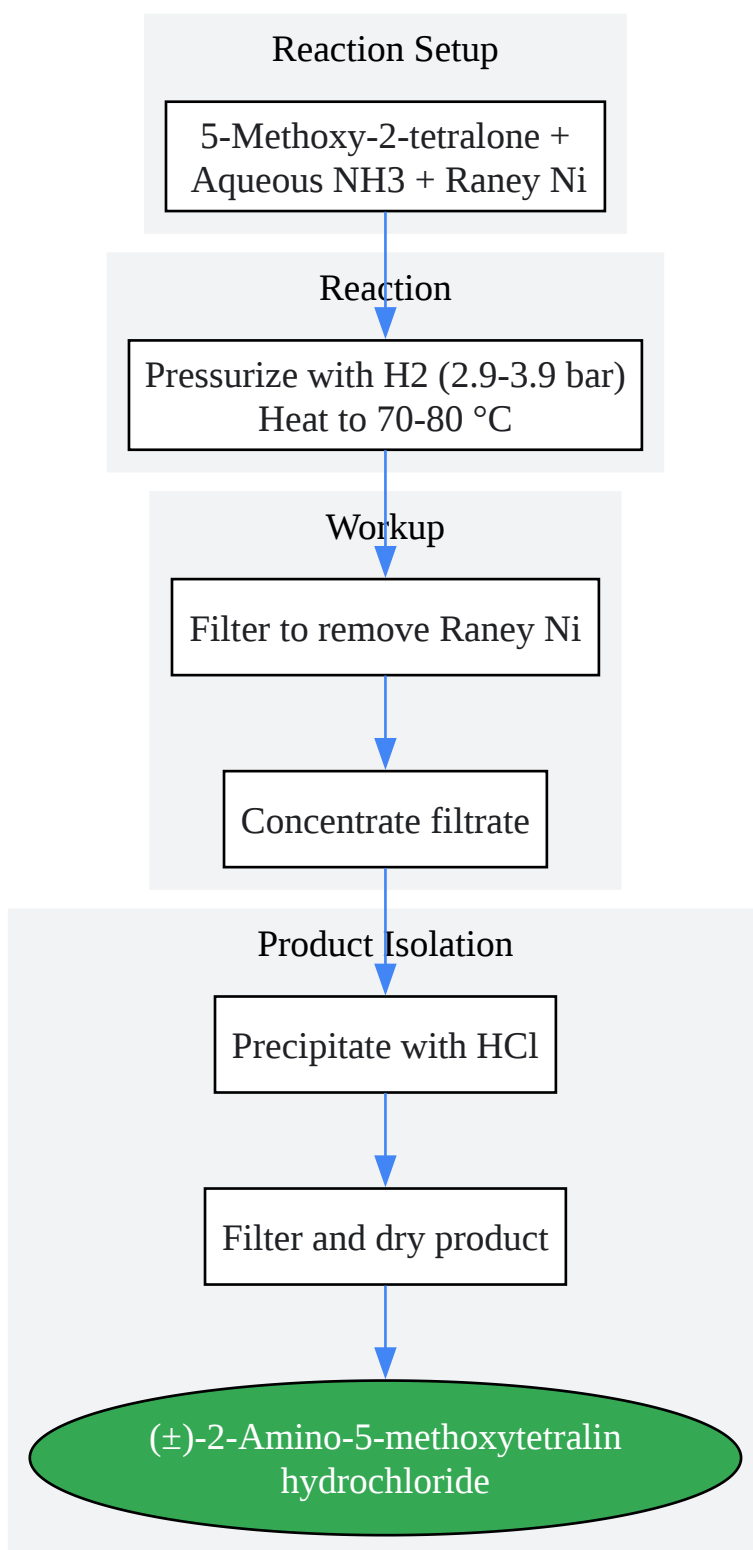 Reaction Setup
5-Methoxy-2-tetralone +
Aqueous NH3 + Raney Ni
Reaction
Pressurize with H2 (2.9-3.9 bar)
Heat to 70-80 °C
Workup
Filter to remove Raney Ni
Concentrate filtrate
Product Isolation
Precipitate with HCl
Filter and dry product
(±)-2-Amino-5-methoxytetralin
hydrochloride